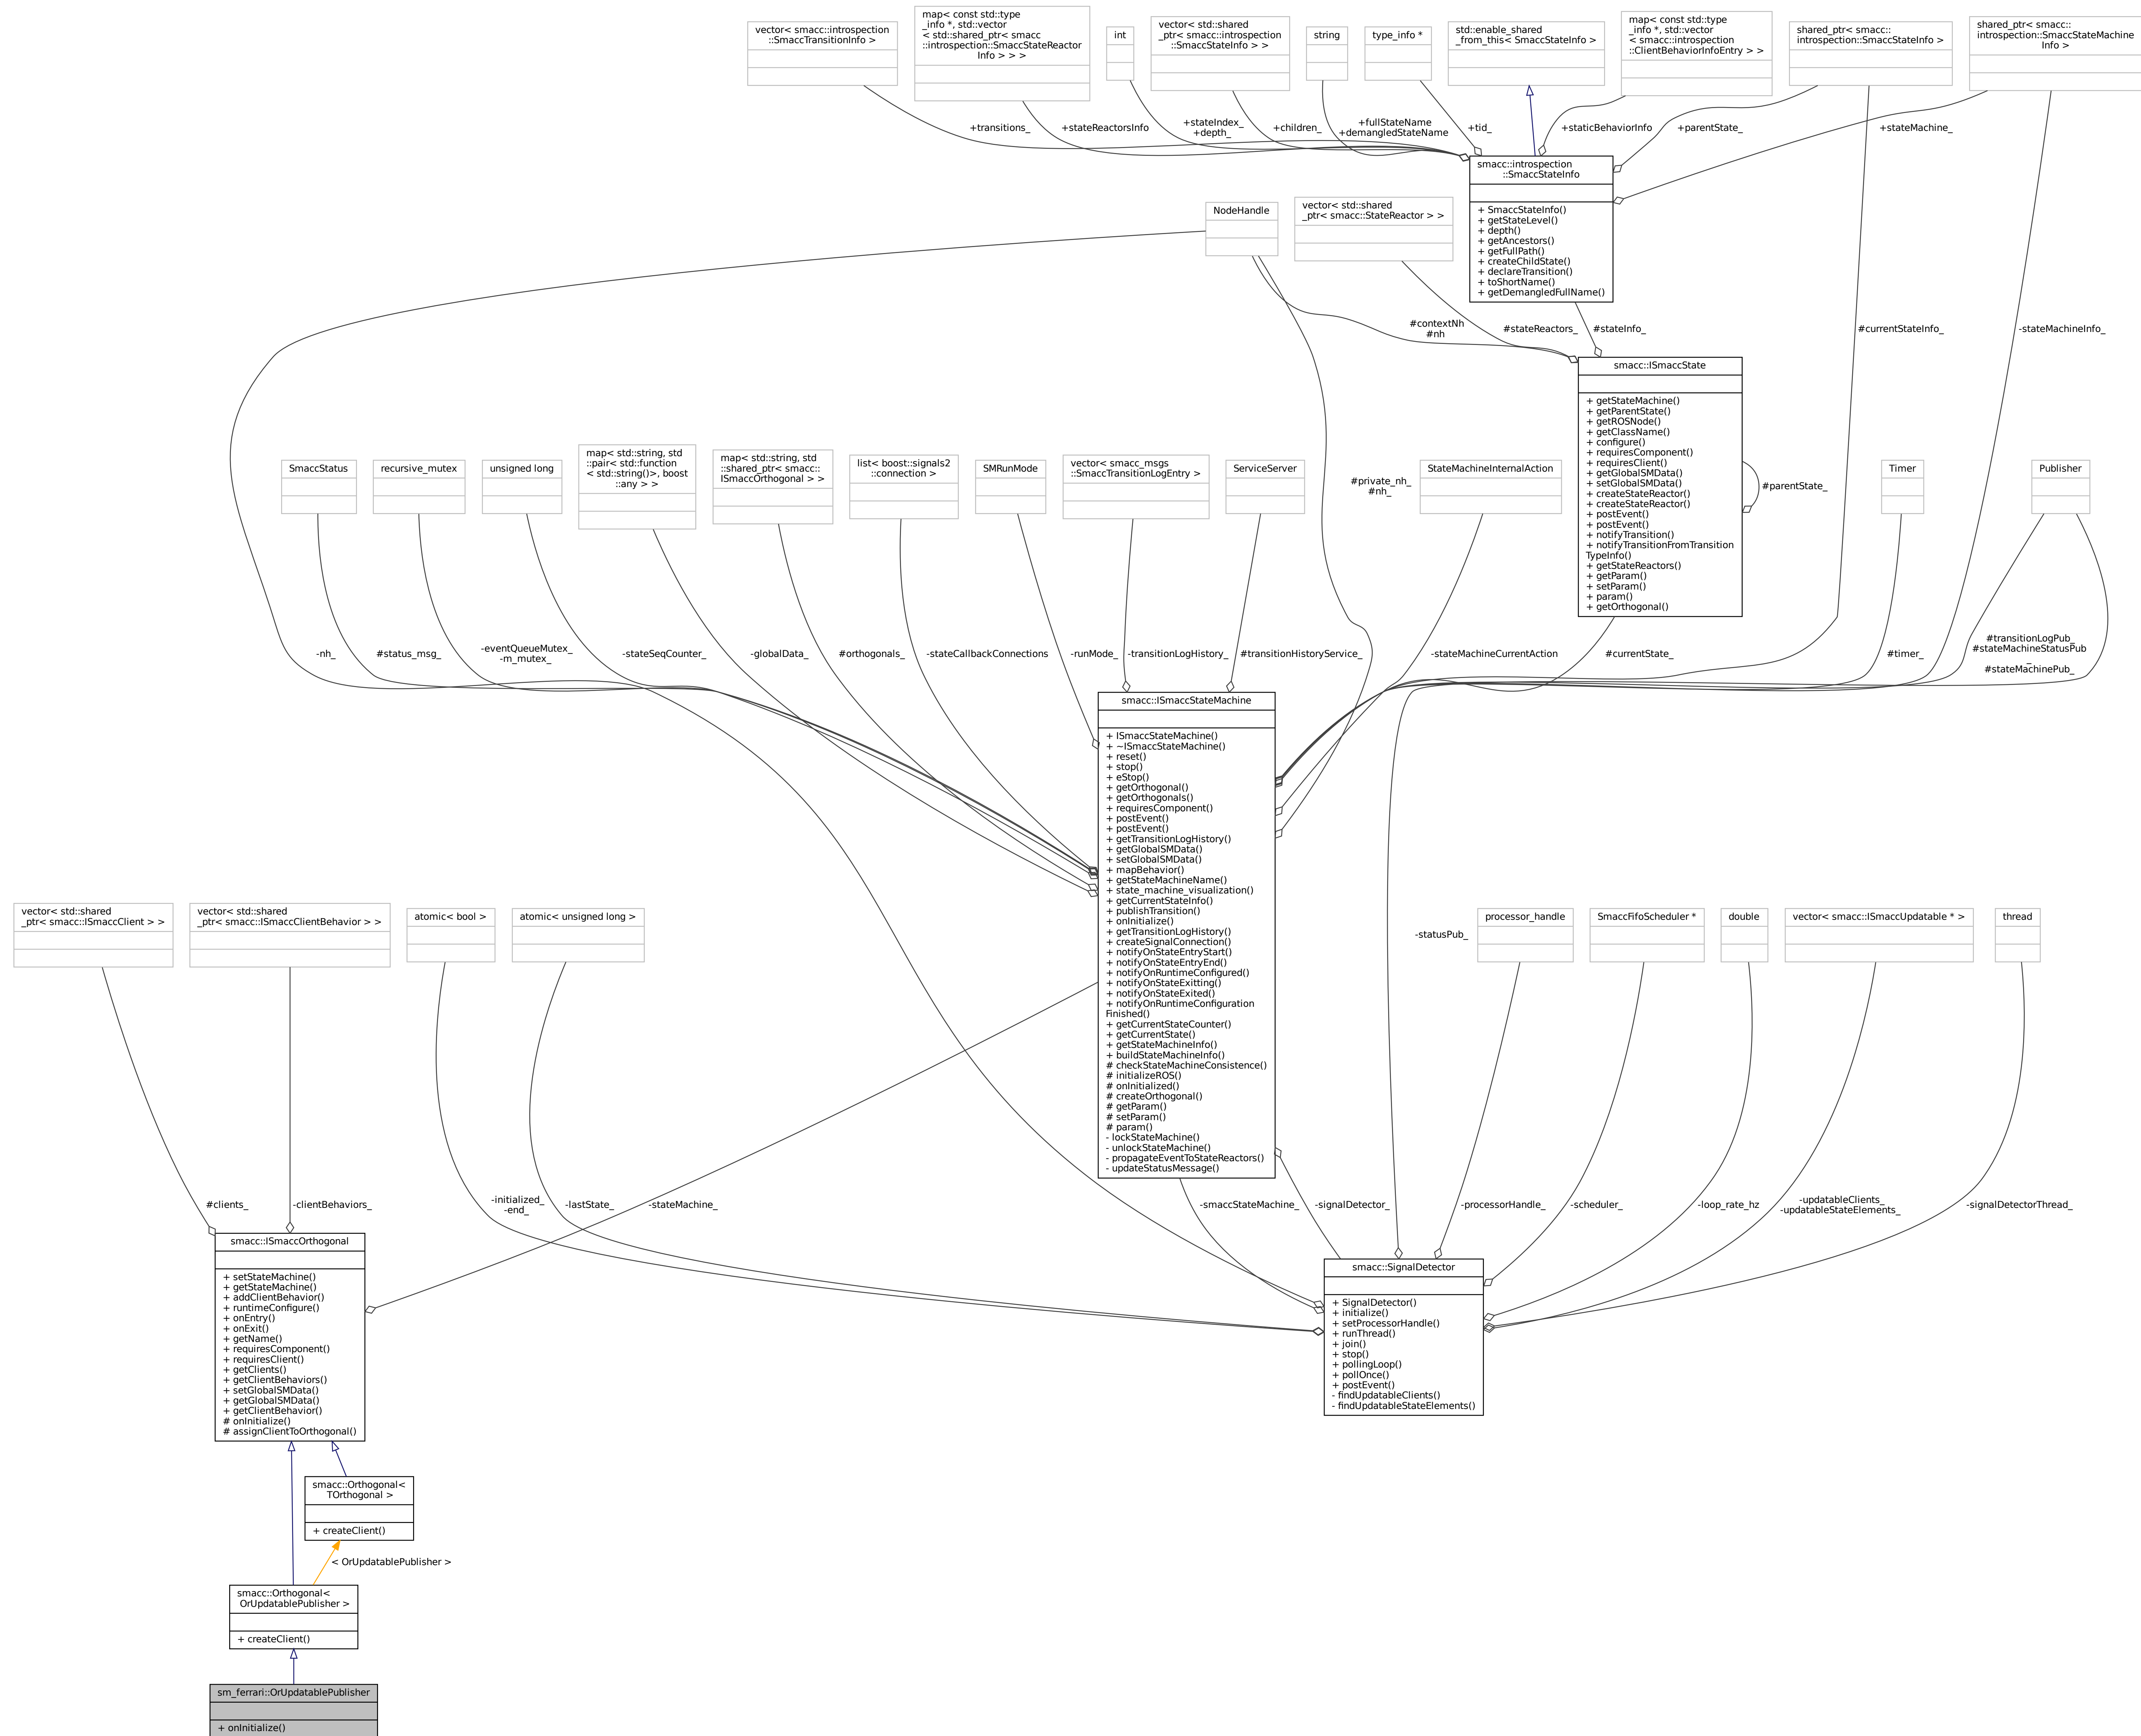 vector< smacc::introspection
::SmaccTransitionInfo >
map< const std::type
_info *, std::vector
< std::shared_ptr< smacc
::introspection::SmaccStateReactor
Info > > >
int
vector< std::shared
_ptr< smacc::introspection
::SmaccStateInfo > >
string
type_info *
std::enable_shared
_from_this< SmaccStateInfo >
map< const std::type
_info *, std::vector
< smacc::introspection
::ClientBehaviorInfoEntry > >
shared_ptr< smacc::
introspection::SmaccStateInfo >
shared_ptr< smacc::
introspection::SmaccStateMachine
Info >
+transitions_
+stateReactorsInfo
+stateIndex_
+depth_
+children_
+fullStateName
+demangledStateName
+tid_
+staticBehaviorInfo
+parentState_
+stateMachine_
smacc::introspection
::SmaccStateInfo
+ SmaccStateInfo()
+ getStateLevel()
+ depth()
+ getAncestors()
+ getFullPath()
+ createChildState()
+ declareTransition()
+ toShortName()
+ getDemangledFullName()
NodeHandle
vector< std::shared
_ptr< smacc::StateReactor > >
#contextNh
#nh
#stateReactors_
#stateInfo_
#currentStateInfo_
-stateMachineInfo_
smacc::ISmaccState
+ getStateMachine()
+ getParentState()
+ getROSNode()
+ getClassName()
+ configure()
+ requiresComponent()
+ requiresClient()
+ getGlobalSMData()
+ setGlobalSMData()
+ createStateReactor()
+ createStateReactor()
+ postEvent()
+ postEvent()
+ notifyTransition()
+ notifyTransitionFromTransition
TypeInfo()
+ getStateReactors()
+ getParam()
+ setParam()
+ param()
+ getOrthogonal()
#parentState_
SmaccStatus
recursive_mutex
unsigned long
map< std::string, std
::pair< std::function
< std::string()>, boost
::any > >
map< std::string, std
::shared_ptr< smacc::
ISmaccOrthogonal > >
list< boost::signals2
::connection >
SMRunMode
vector< smacc_msgs
::SmaccTransitionLogEntry >
ServiceServer
#private_nh_
#nh_
StateMachineInternalAction
Timer
Publisher
-nh_
#status_msg_
-eventQueueMutex_
-m_mutex_
-stateSeqCounter_
-globalData_
#orthogonals_
-stateCallbackConnections
-runMode_
-transitionLogHistory_
#transitionHistoryService_
-stateMachineCurrentAction
#currentState_
#timer_
#transitionLogPub_
#stateMachineStatusPub
_
#stateMachinePub_
smacc::ISmaccStateMachine
+ ISmaccStateMachine()
+ ~ISmaccStateMachine()
+ reset()
+ stop()
+ eStop()
+ getOrthogonal()
+ getOrthogonals()
+ requiresComponent()
+ postEvent()
+ postEvent()
+ getTransitionLogHistory()
+ getGlobalSMData()
+ setGlobalSMData()
+ mapBehavior()
+ getStateMachineName()
+ state_machine_visualization()
+ getCurrentStateInfo()
+ publishTransition()
+ onInitialize()
+ getTransitionLogHistory()
+ createSignalConnection()
+ notifyOnStateEntryStart()
+ notifyOnStateEntryEnd()
+ notifyOnRuntimeConfigured()
+ notifyOnStateExitting()
+ notifyOnStateExited()
+ notifyOnRuntimeConfiguration
Finished()
+ getCurrentStateCounter()
+ getCurrentState()
+ getStateMachineInfo()
+ buildStateMachineInfo()
# checkStateMachineConsistence()
# initializeROS()
# onInitialized()
# createOrthogonal()
# getParam()
# setParam()
# param()
- lockStateMachine()
- unlockStateMachine()
- propagateEventToStateReactors()
- updateStatusMessage()
vector< std::shared
_ptr< smacc::ISmaccClient > >
vector< std::shared
_ptr< smacc::ISmaccClientBehavior > >
atomic< bool >
atomic< unsigned long >
-statusPub_
processor_handle
SmaccFifoScheduler *
double
vector< smacc::ISmaccUpdatable * >
thread
#clients_
-clientBehaviors_
-initialized_
-end_
-lastState_
-stateMachine_
-smaccStateMachine_
-signalDetector_
-processorHandle_
-scheduler_
-loop_rate_hz
-updatableClients_
-updatableStateElements_
-signalDetectorThread_
smacc::ISmaccOrthogonal
+ setStateMachine()
+ getStateMachine()
+ addClientBehavior()
+ runtimeConfigure()
+ onEntry()
+ onExit()
+ getName()
+ requiresComponent()
+ requiresClient()
+ getClients()
+ getClientBehaviors()
+ setGlobalSMData()
+ getGlobalSMData()
+ getClientBehavior()
# onInitialize()
# assignClientToOrthogonal()
smacc::SignalDetector
+ SignalDetector()
+ initialize()
+ setProcessorHandle()
+ runThread()
+ join()
+ stop()
+ pollingLoop()
+ pollOnce()
+ postEvent()
- findUpdatableClients()
- findUpdatableStateElements()
smacc::Orthogonal<
TOrthogonal >
+ createClient()
< OrUpdatablePublisher >
smacc::Orthogonal<
OrUpdatablePublisher >
+ createClient()
sm_ferrari::OrUpdatablePublisher
+ onInitialize()